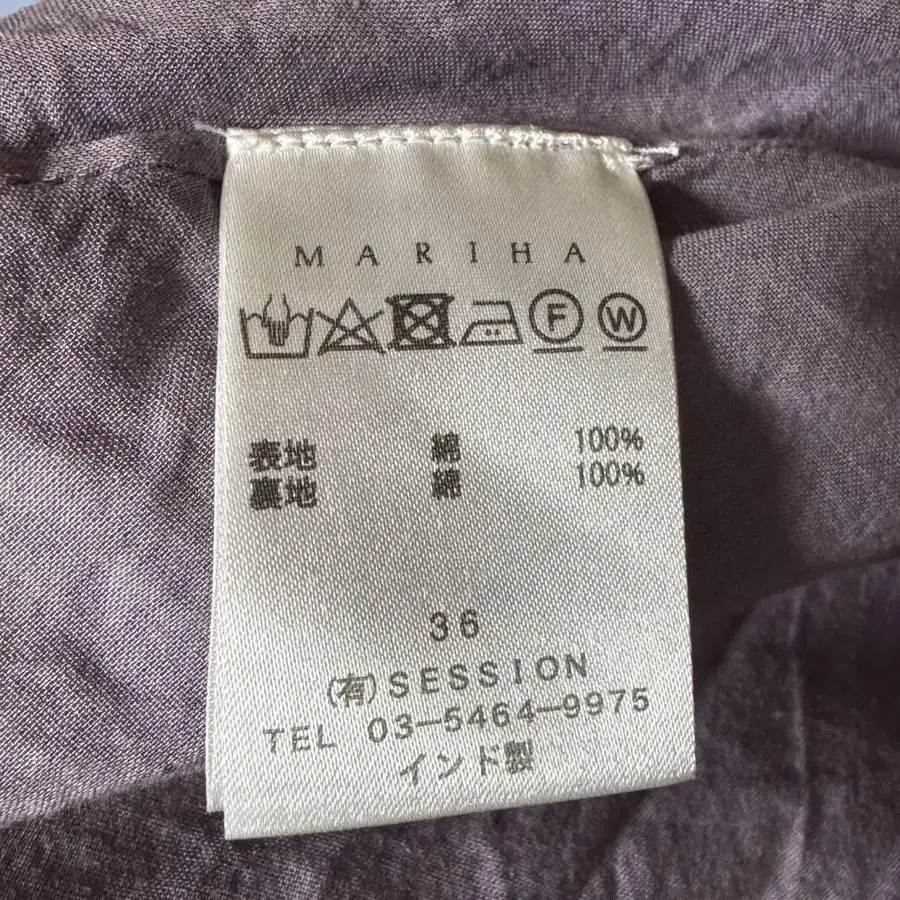 MARIHA
F W
表地 綿 100%
裏地 綿 100%
36
(有)SESSION
TEL 03-5464-9975
インド製